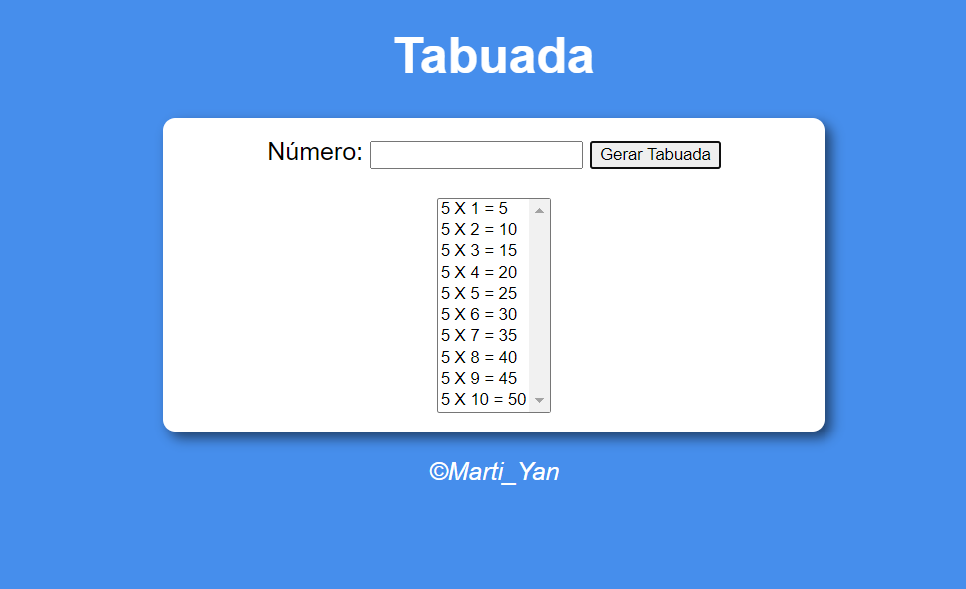 Tabuada
Número: Gerar Tabuada
5 X 1 = 5
5 X 2 = 10
5 X 3 = 15
5 X 4 = 20
5 X 5 = 25
5 X 6 = 30
5 X 7 = 35
5 X 8 = 40
5 X 9 = 45
5 X 10 = 50
©Marti_Yan